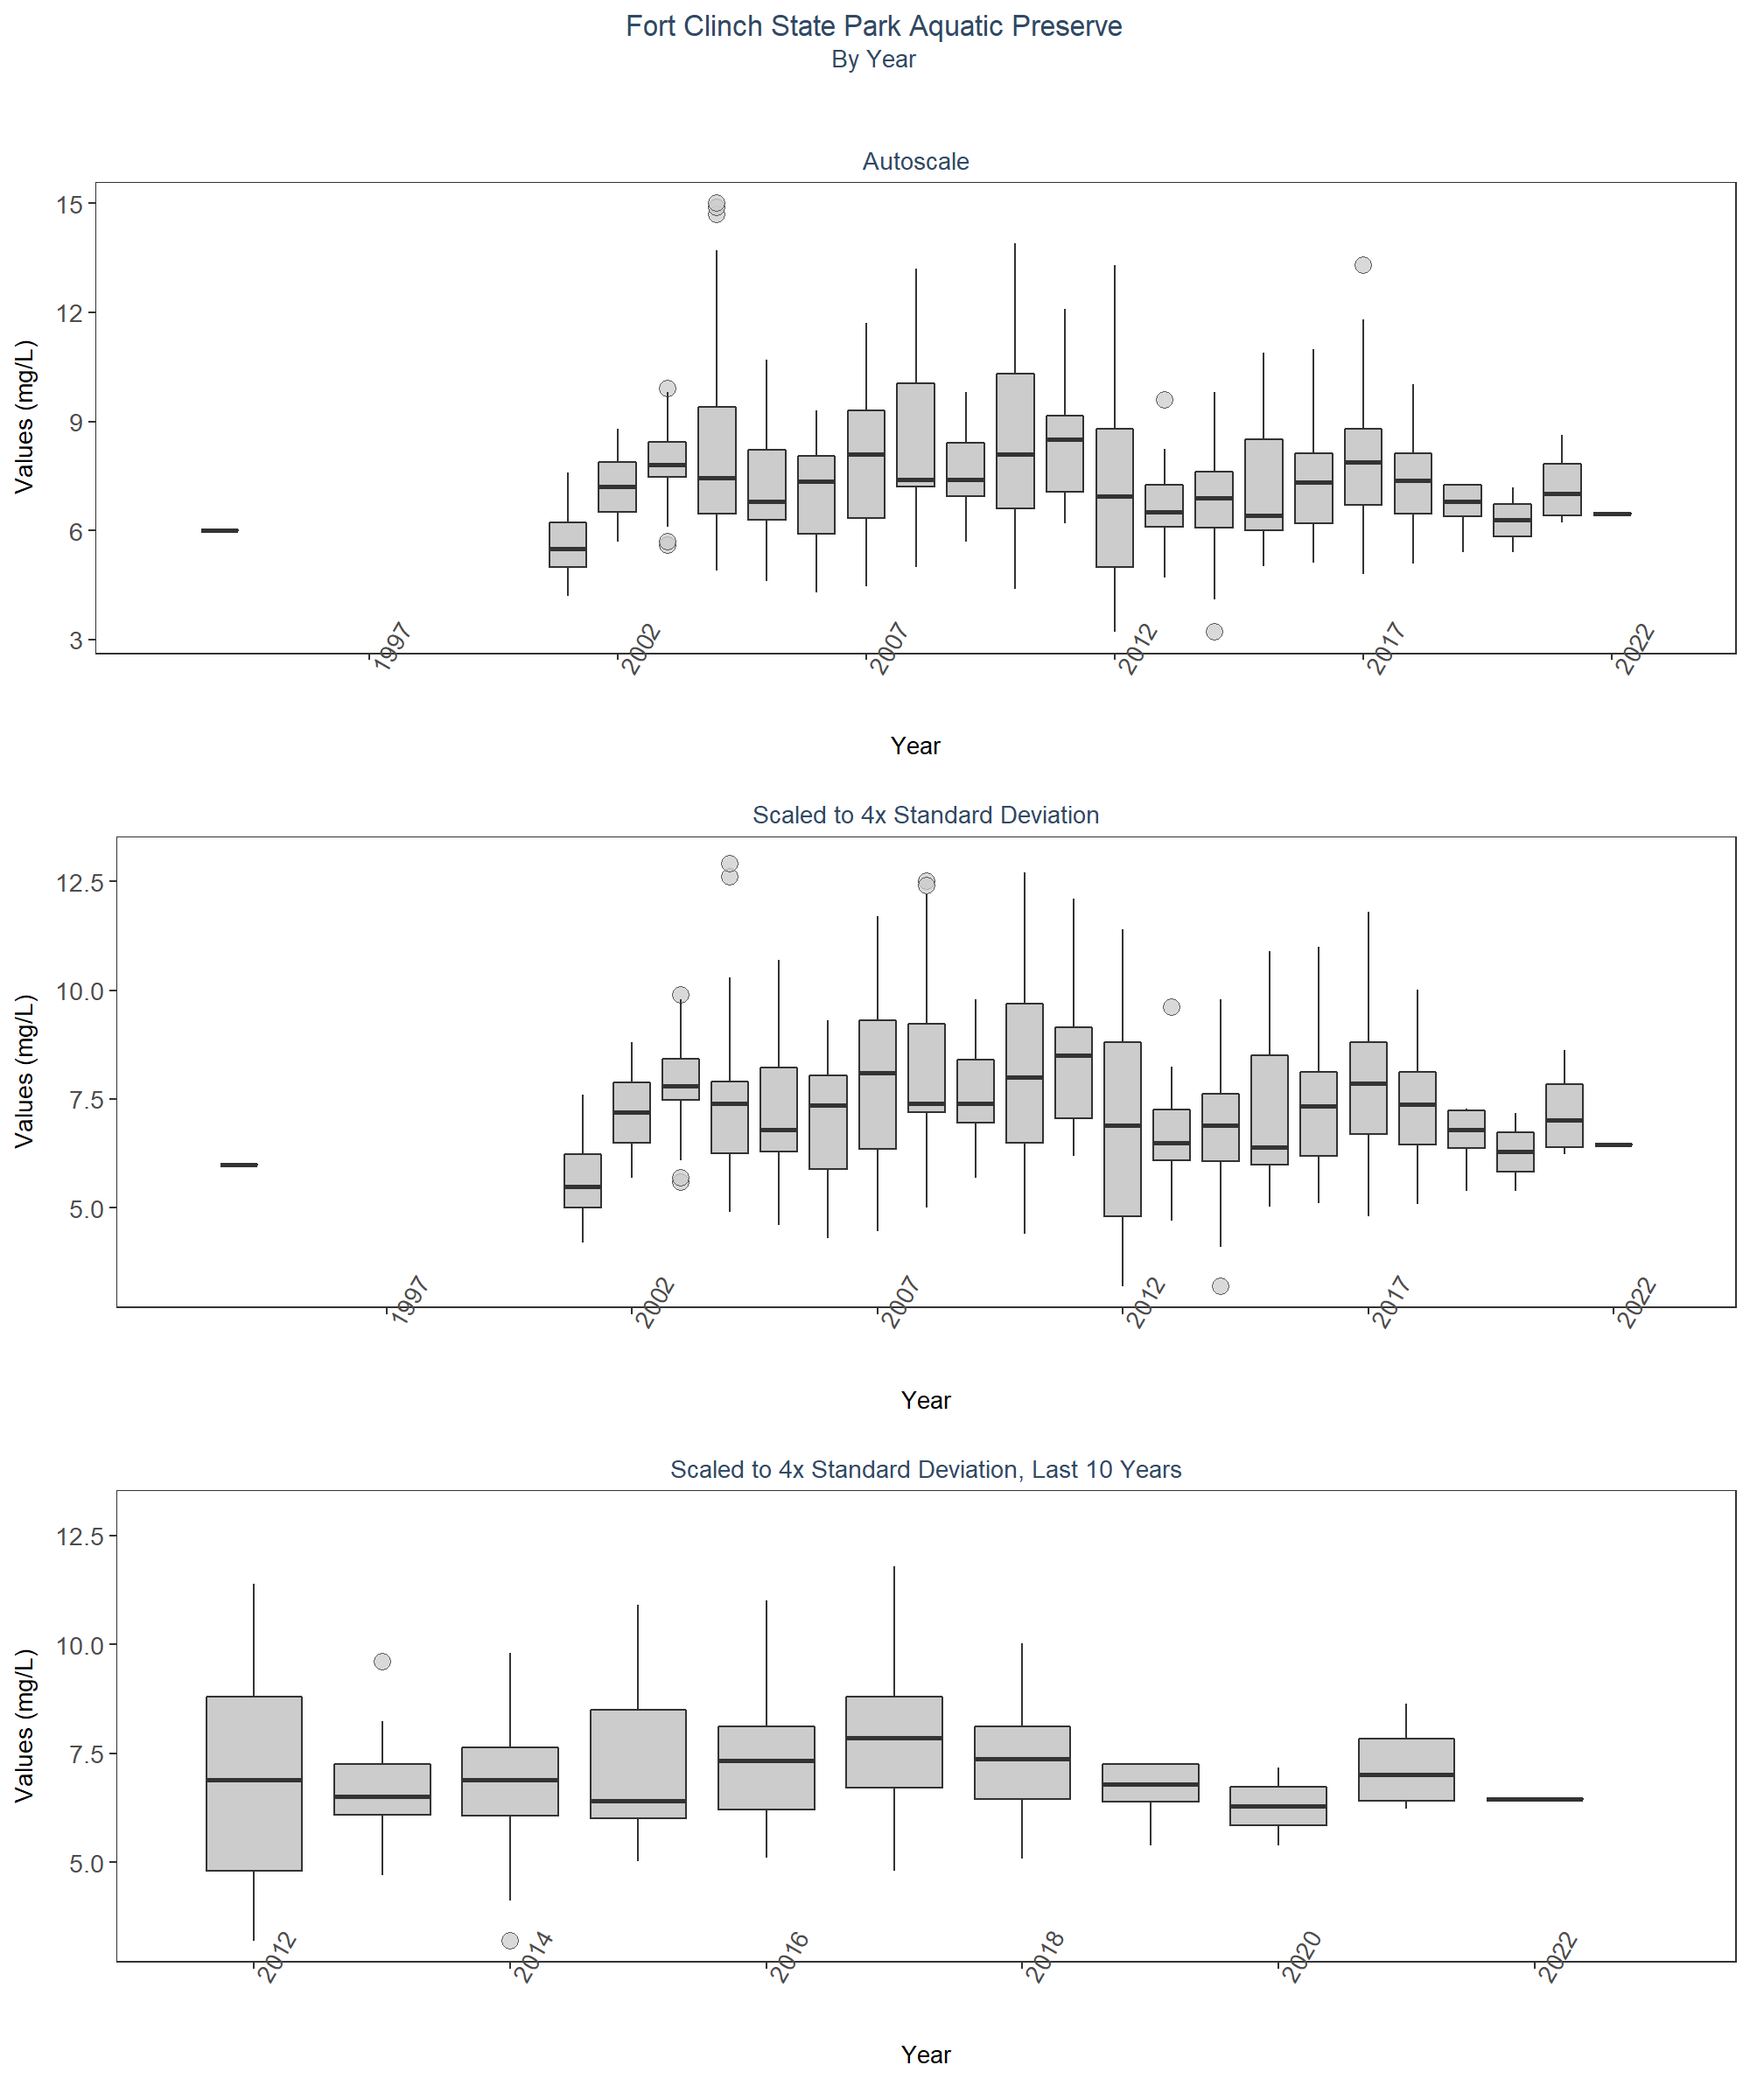 Fort Clinch State Park Aquatic Preserve
By Year
Autoscale
Values (mg/L)
15
12
9
6
3
1997
2002
2007
2012
2017
2022
Year
Scaled to 4x Standard Deviation
Values (mg/L)
12.5
10.0
7.5
5.0
1997
2002
2007
2012
2017
2022
Year
Scaled to 4x Standard Deviation, Last 10 Years
Values (mg/L)
12.5
10.0
7.5
5.0
2012
2014
2016
2018
2020
2022
Year